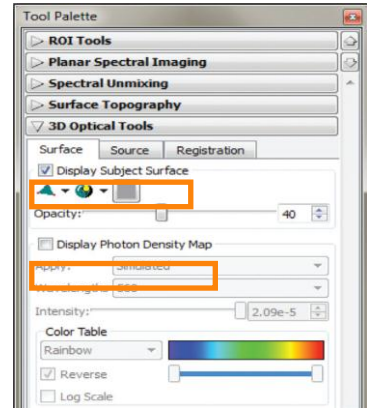 Tool Palette
ROI Tools
Planar Spectral Imaging
Spectral Unmixing
Surface Topography
3D Optical Tools
Surface Source Registration
Display Subject Surface
Opacity: 40
Display Photon Density Map
Apply: Simulated
Wavelengths 560
Intensity: 2.09e-5
Color Table
Rainbow
Reverse
Log Scale